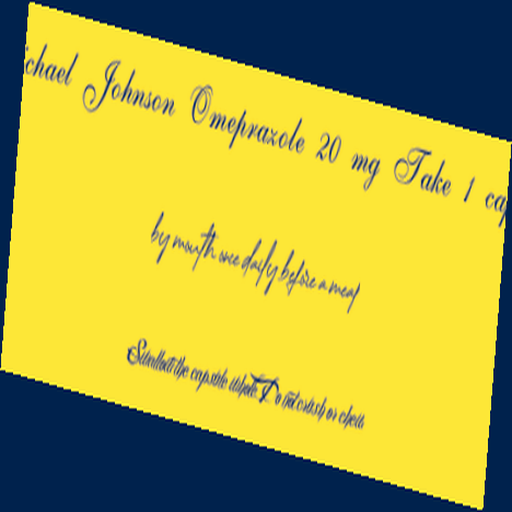 chael Johnson Omeprazole 20 mg Take 1 cap
by mouth once daily before a meal
Swallow the capsule whole. Do not crush or chew